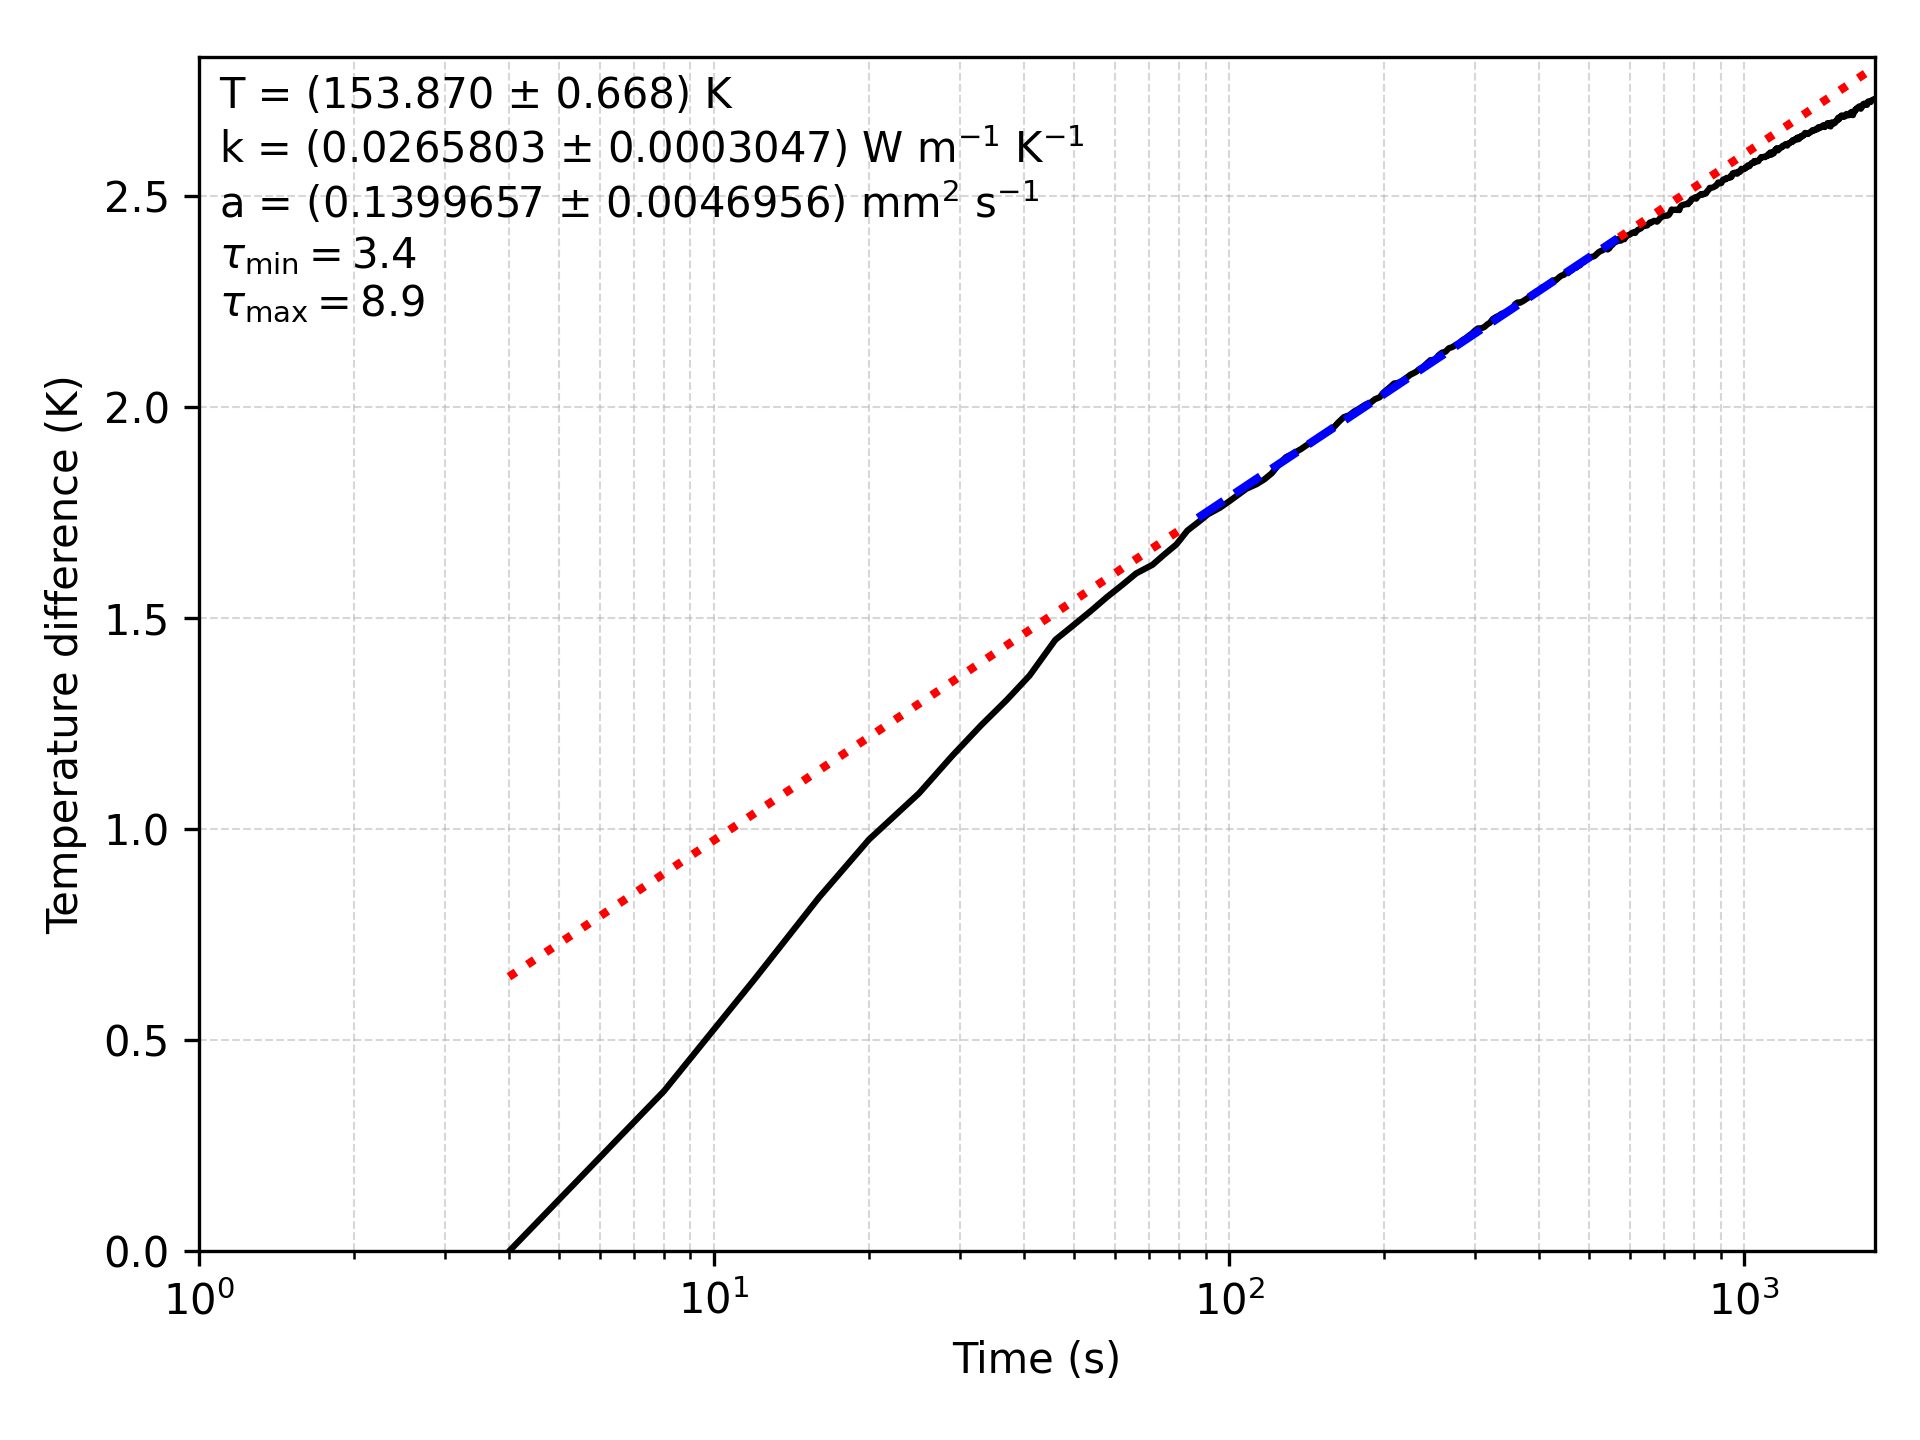 T = (153.870 ± 0.668) K
k = (0.0265803 ± 0.0003047) W m⁻¹ K⁻¹
a = (0.1399657 ± 0.0046956) mm² s⁻¹
τmin = 3.4
τmax = 8.9
Temperature difference (K)
2.5
2.0
1.5
1.0
0.5
0.0
10⁰ 10¹ 10² 10³
Time (s)